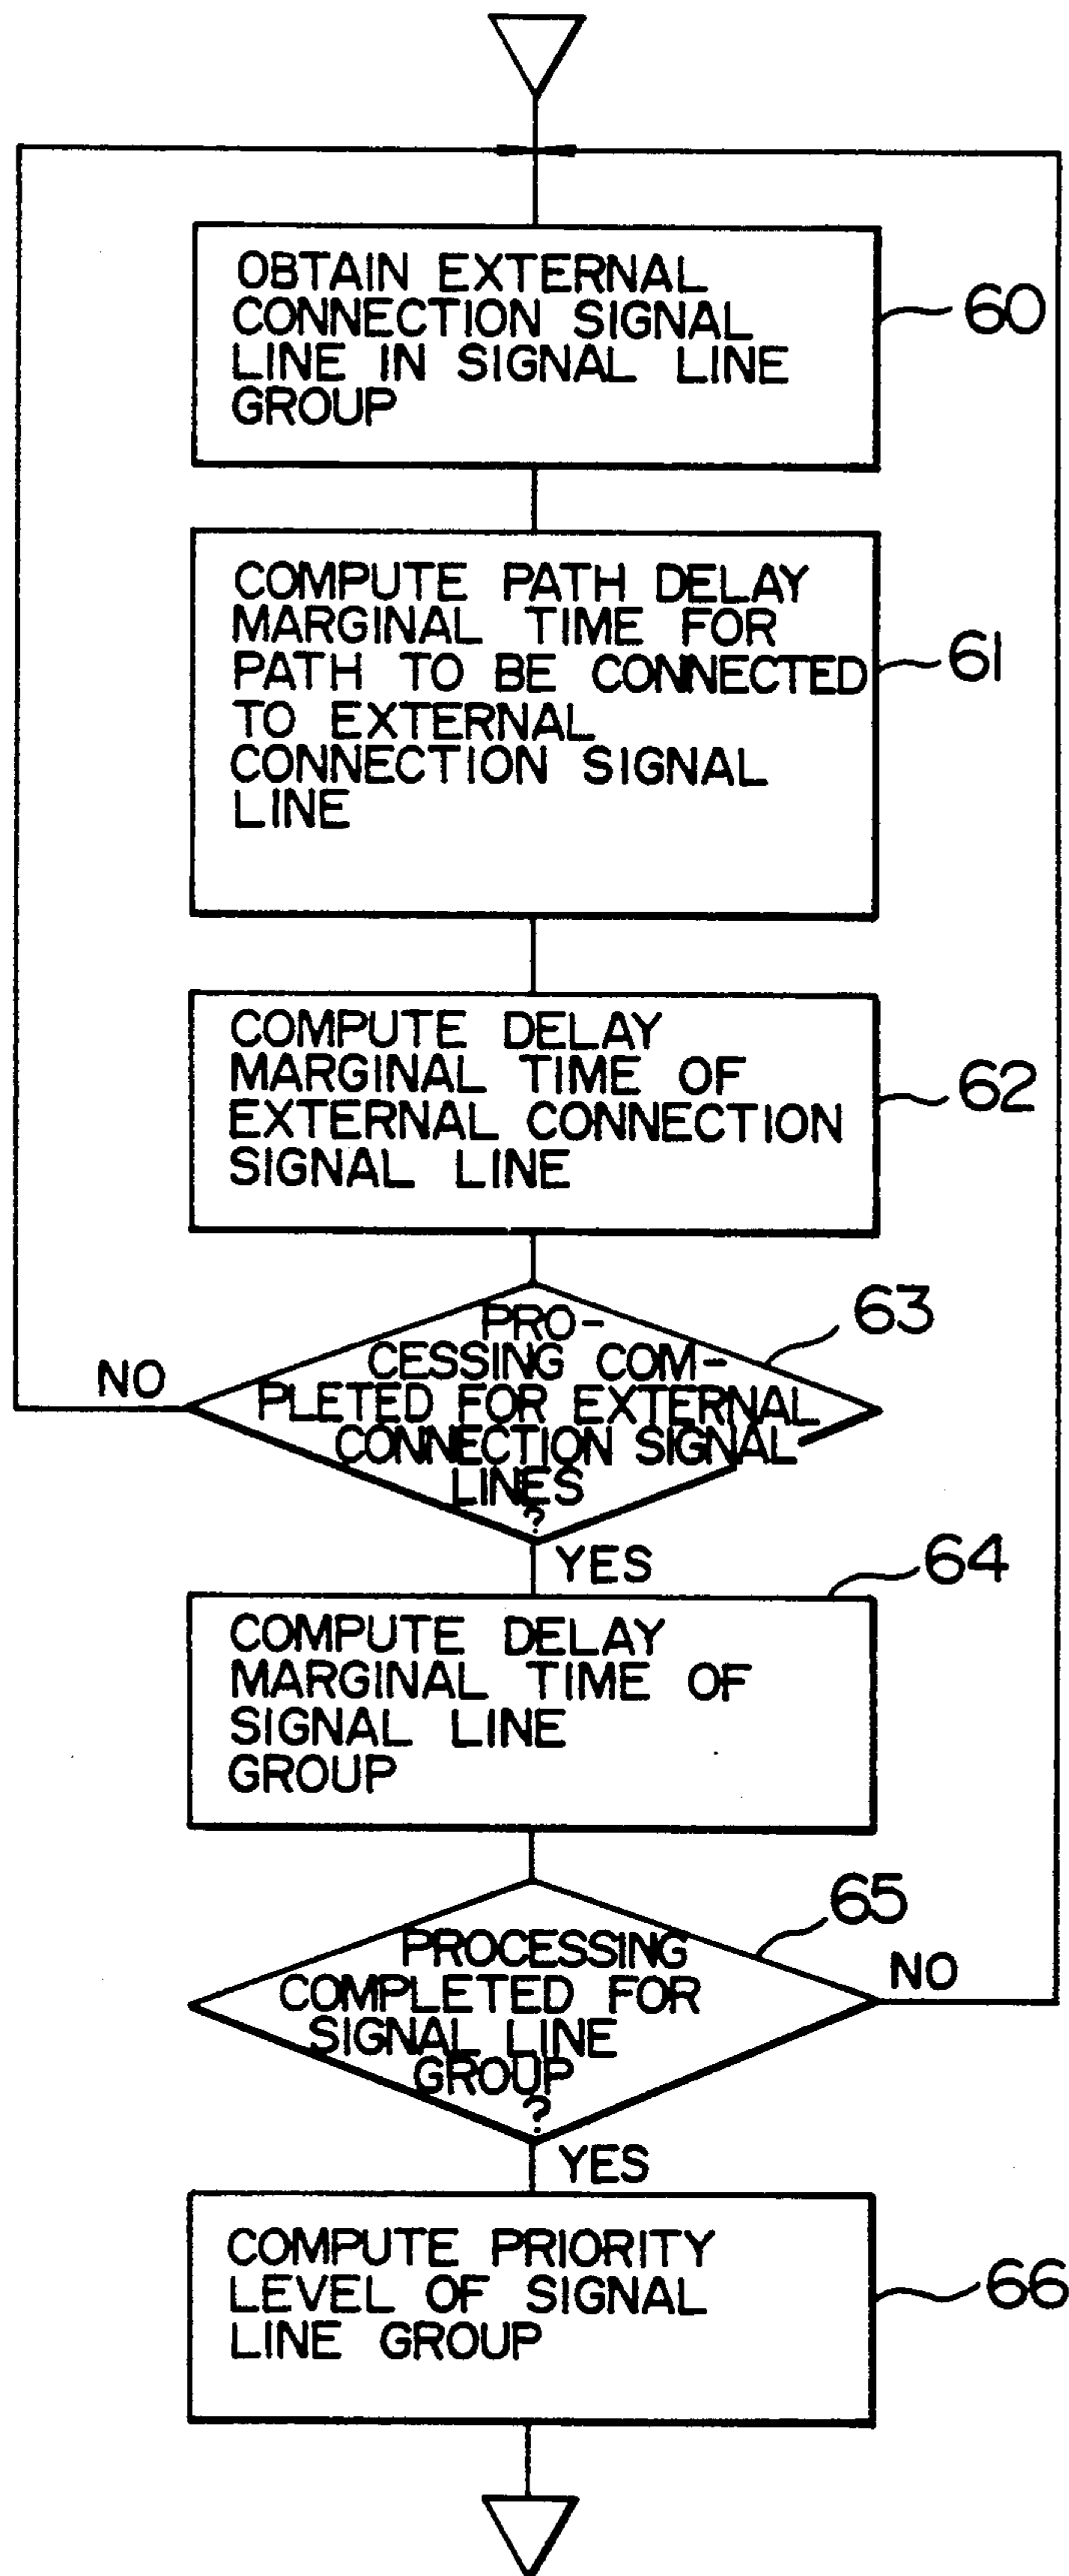 OBTAIN EXTERNAL
CONNECTION SIGNAL
LINE IN SIGNAL LINE
GROUP
60
COMPUTE PATH DELAY
MARGINAL TIME FOR
PATH TO BE CONNECTED
TO EXTERNAL
CONNECTION SIGNAL
LINE
61
COMPUTE DELAY
MARGINAL TIME OF
EXTERNAL CONNECTION
SIGNAL LINE
62
PRO-
CESSING COM-
PLETED FOR EXTERNAL
CONNECTION SIGNAL
LINES
?
63
NO
YES
COMPUTE DELAY
MARGINAL TIME OF
SIGNAL LINE
GROUP
64
PROCESSING
COMPLETED FOR
SIGNAL LINE
GROUP
?
65
NO
YES
COMPUTE PRIORITY
LEVEL OF SIGNAL
LINE GROUP
66